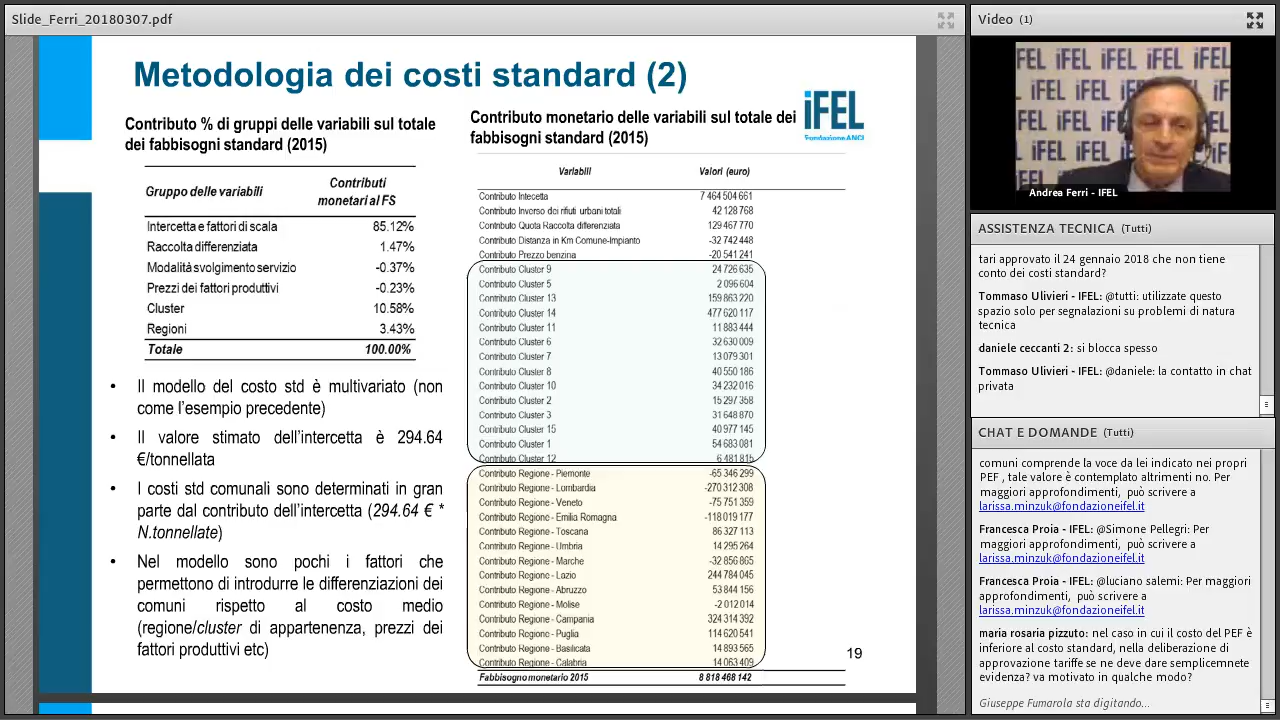 Slide_Ferri_20180307.pdf
Metodologia dei costi standard (2)
iFEL
Fondazione ANCI
Contributo % di gruppi delle variabili sul totale
dei fabbisogni standard (2015)
Gruppo delle variabili
Contributi
monetari al FS
Intercetta e fattori di scala 85.12%
Raccolta differenziata 1.47%
Modalità svolgimento servizio -0.37%
Prezzi dei fattori produttivi -0.23%
Cluster 10.58%
Regioni 3.43%
Totale 100.00%
• Il modello del costo std è multivariato (non
come l'esempio precedente)
• Il valore stimato dell'intercetta è 294.64
€/tonnellata
• I costi std comunali sono determinati in gran
parte dal contributo dell'intercetta (294.64 € *
N.tonnellate)
• Nel modello sono pochi i fattori che
permettono di introdurre le differenziazioni dei
comuni rispetto al costo medio
(regione/cluster di appartenenza, prezzi dei
fattori produttivi etc)
Contributo monetario delle variabili sul totale dei
fabbisogni standard (2015)
Variabili Valori (euro)
Contributo Intecetta 7 464 504 661
Contributo Inverso dei rifiuti urbani totali 42 128 768
Contributo Quota Raccolta differenziata 129 467 770
Contributo Distanza in Km Comune-Impianto -32 742 448
Contributo Prezzo benzina -20 541 241
Contributo Cluster 9 24 726 635
Contributo Cluster 5 2 096 604
Contributo Cluster 13 159 863 220
Contributo Cluster 14 477 620 117
Contributo Cluster 11 11 883 444
Contributo Cluster 6 32 630 009
Contributo Cluster 7 13 079 301
Contributo Cluster 8 40 550 186
Contributo Cluster 10 34 232 016
Contributo Cluster 2 15 297 358
Contributo Cluster 3 31 648 870
Contributo Cluster 15 40 977 145
Contributo Cluster 1 54 683 081
Contributo Cluster 12 6 481 815
Contributo Regione - Piemonte -65 346 299
Contributo Regione - Lombardia -270 312 308
Contributo Regione - Veneto -75 751 359
Contributo Regione - Emilia Romagna -118 019 177
Contributo Regione - Toscana 86 327 113
Contributo Regione - Umbria 14 295 264
Contributo Regione - Marche -32 856 865
Contributo Regione - Lazio 244 784 045
Contributo Regione - Abruzzo 53 844 156
Contributo Regione - Molise -2 012 014
Contributo Regione - Campania 324 314 392
Contributo Regione - Puglia 114 620 541
Contributo Regione - Basilicata 14 893 565
Contributo Regione - Calabria 14 063 409
Fabbisogno monetario 2015 8 818 468 142
19
Video (1)
iFEL iFEL iFEL iFEL
Andrea Ferri - IFEL
ASSISTENZA TECNICA (Tutti)
tari approvato il 24 gennaio 2018 che non tiene
conto dei costi standard?
Tommaso Ulivieri - IFEL: @tutti: utilizzate questo
spazio solo per segnalazioni su problemi di natura
tecnica
daniele ceccanti 2: si blocca spesso
Tommaso Ulivieri - IFEL: @daniele: la contatto in chat
privata
CHAT E DOMANDE (Tutti)
comuni comprende la voce da lei indicato nei propri
PEF , tale valore è contemplato altrimenti no. Per
maggiori approfondimenti, può scrivere a
larissa.minzuk@fondazioneifel.it
Francesca Proia - IFEL: @Simone Pellegri: Per
maggiori approfondimenti, può scrivere a
larissa.minzuk@fondazioneifel.it
Francesca Proia - IFEL: @luciano salemi: Per maggiori
approfondimenti, può scrivere a
larissa.minzuk@fondazioneifel.it
maria rosaria pizzuto: nel caso in cui il costo del PEF è
inferiore al costo standard, nella deliberazione di
approvazione tariffe se ne deve dare semplicemnete
evidenza? va motivato in qualche modo?
Giuseppe Fumarola sta digitando...